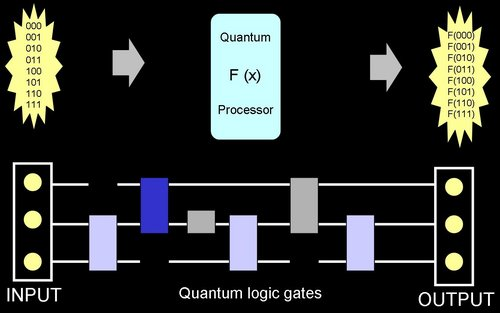 000
001
010
011
100
101
110
111
Quantum
F (x)
Processor
F(000)
F(001)
F(010)
F(011)
F(100)
F(101)
F(110)
F(111)
INPUT
Quantum logic gates
OUTPUT